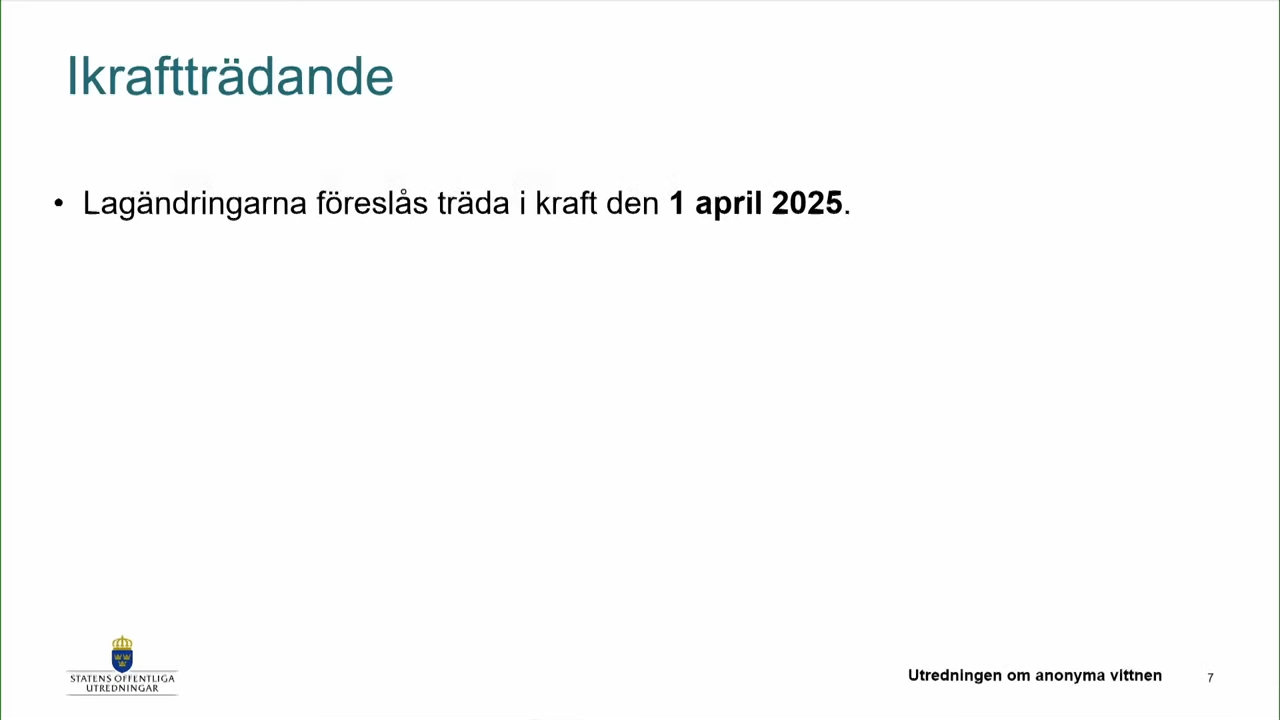 Ikraftträdande
• Lagändringarna föreslås träda i kraft den 1 april 2025.
STATENS OFFENTLIGA
UTREDNINGAR
Utredningen om anonyma vittnen
7